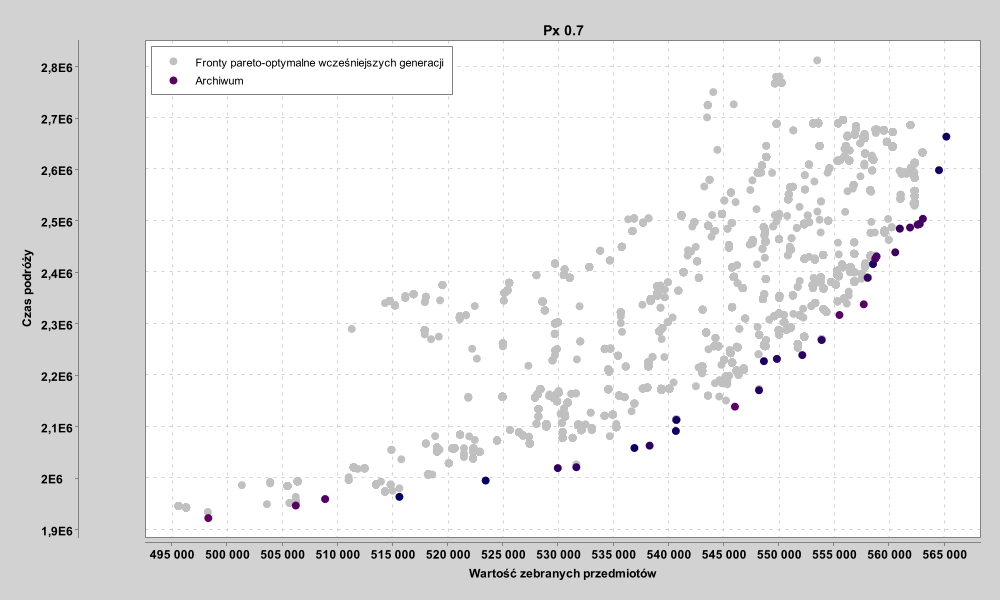 Px 0.7
Fronty pareto-optymalne wcześniejszych generacji
Archiwum
2,8E6
2,7E6
2,6E6
2,5E6
2,4E6
2,3E6
2,2E6
2,1E6
2E6
1,9E6
Czas podróży
495 000 500 000 505 000 510 000 515 000 520 000 525 000 530 000 535 000 540 000 545 000 550 000 555 000 560 000 565 000
Wartość zebranych przedmiotów